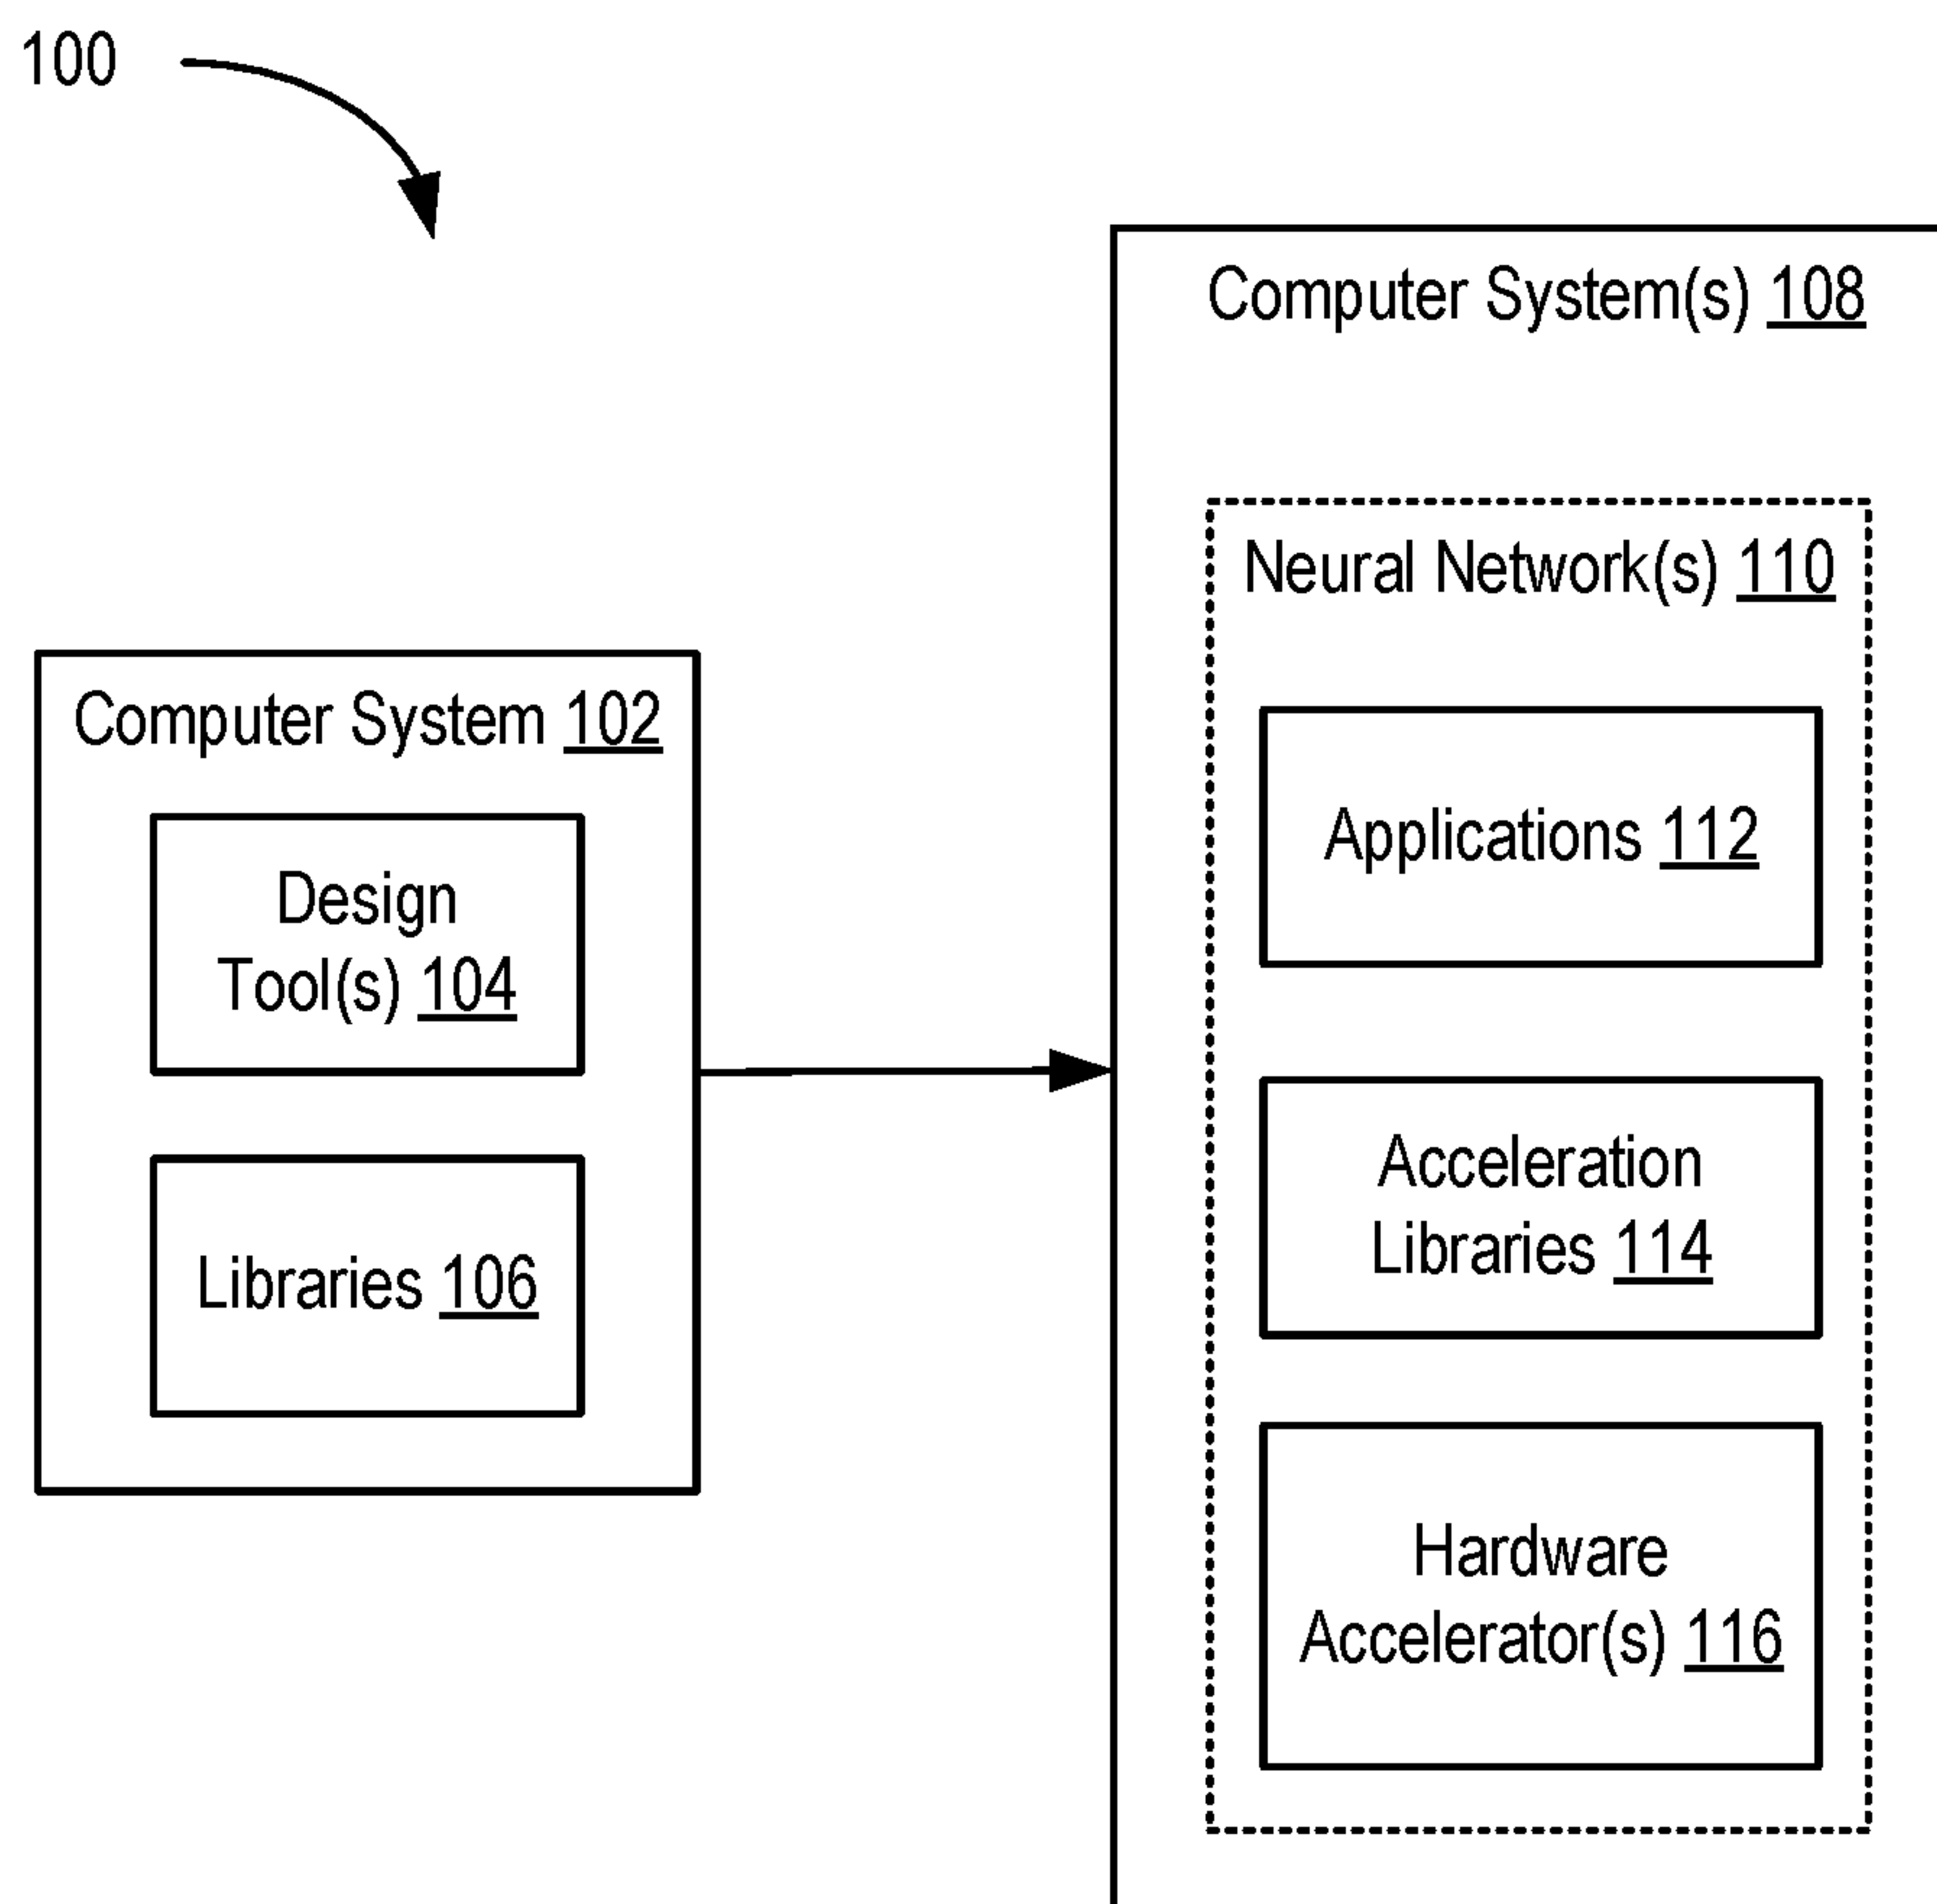 100
Computer System(s) 108
Neural Network(s) 110
Computer System 102
Applications 112
Design
Tool(s) 104
Acceleration
Libraries 114
Libraries 106
Hardware
Accelerator(s) 116